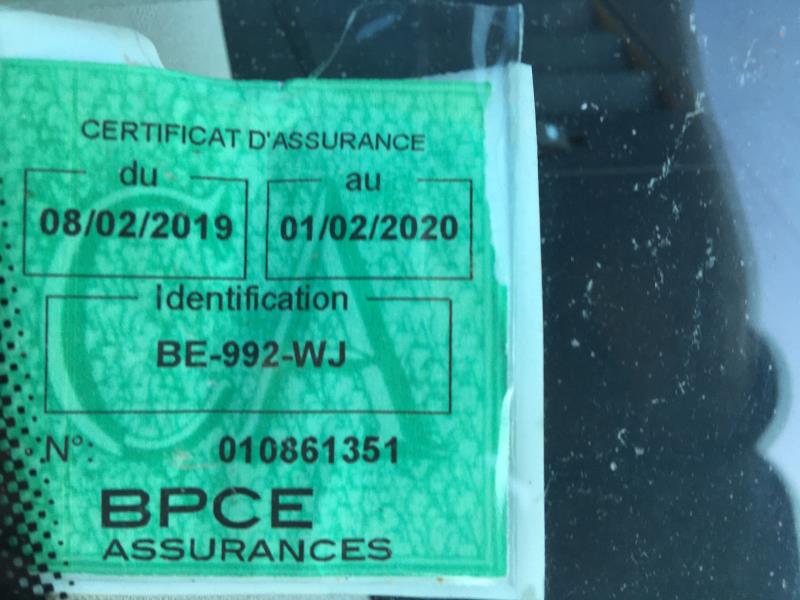 CERTIFICAT D'ASSURANCE
du au
08/02/2019 01/02/2020
Identification
BE-992-WJ
N°: 010861351
BPCE
ASSURANCES